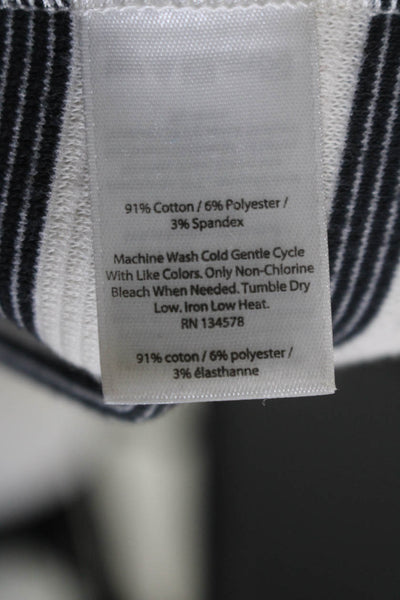 91% Cotton / 6% Polyester /
3% Spandex
Machine Wash Cold Gentle Cycle
With Like Colors. Only Non-Chlorine
Bleach When Needed. Tumble Dry
Low. Iron Low Heat.
RN 134578
91% coton / 6% polyester /
3% élasthanne